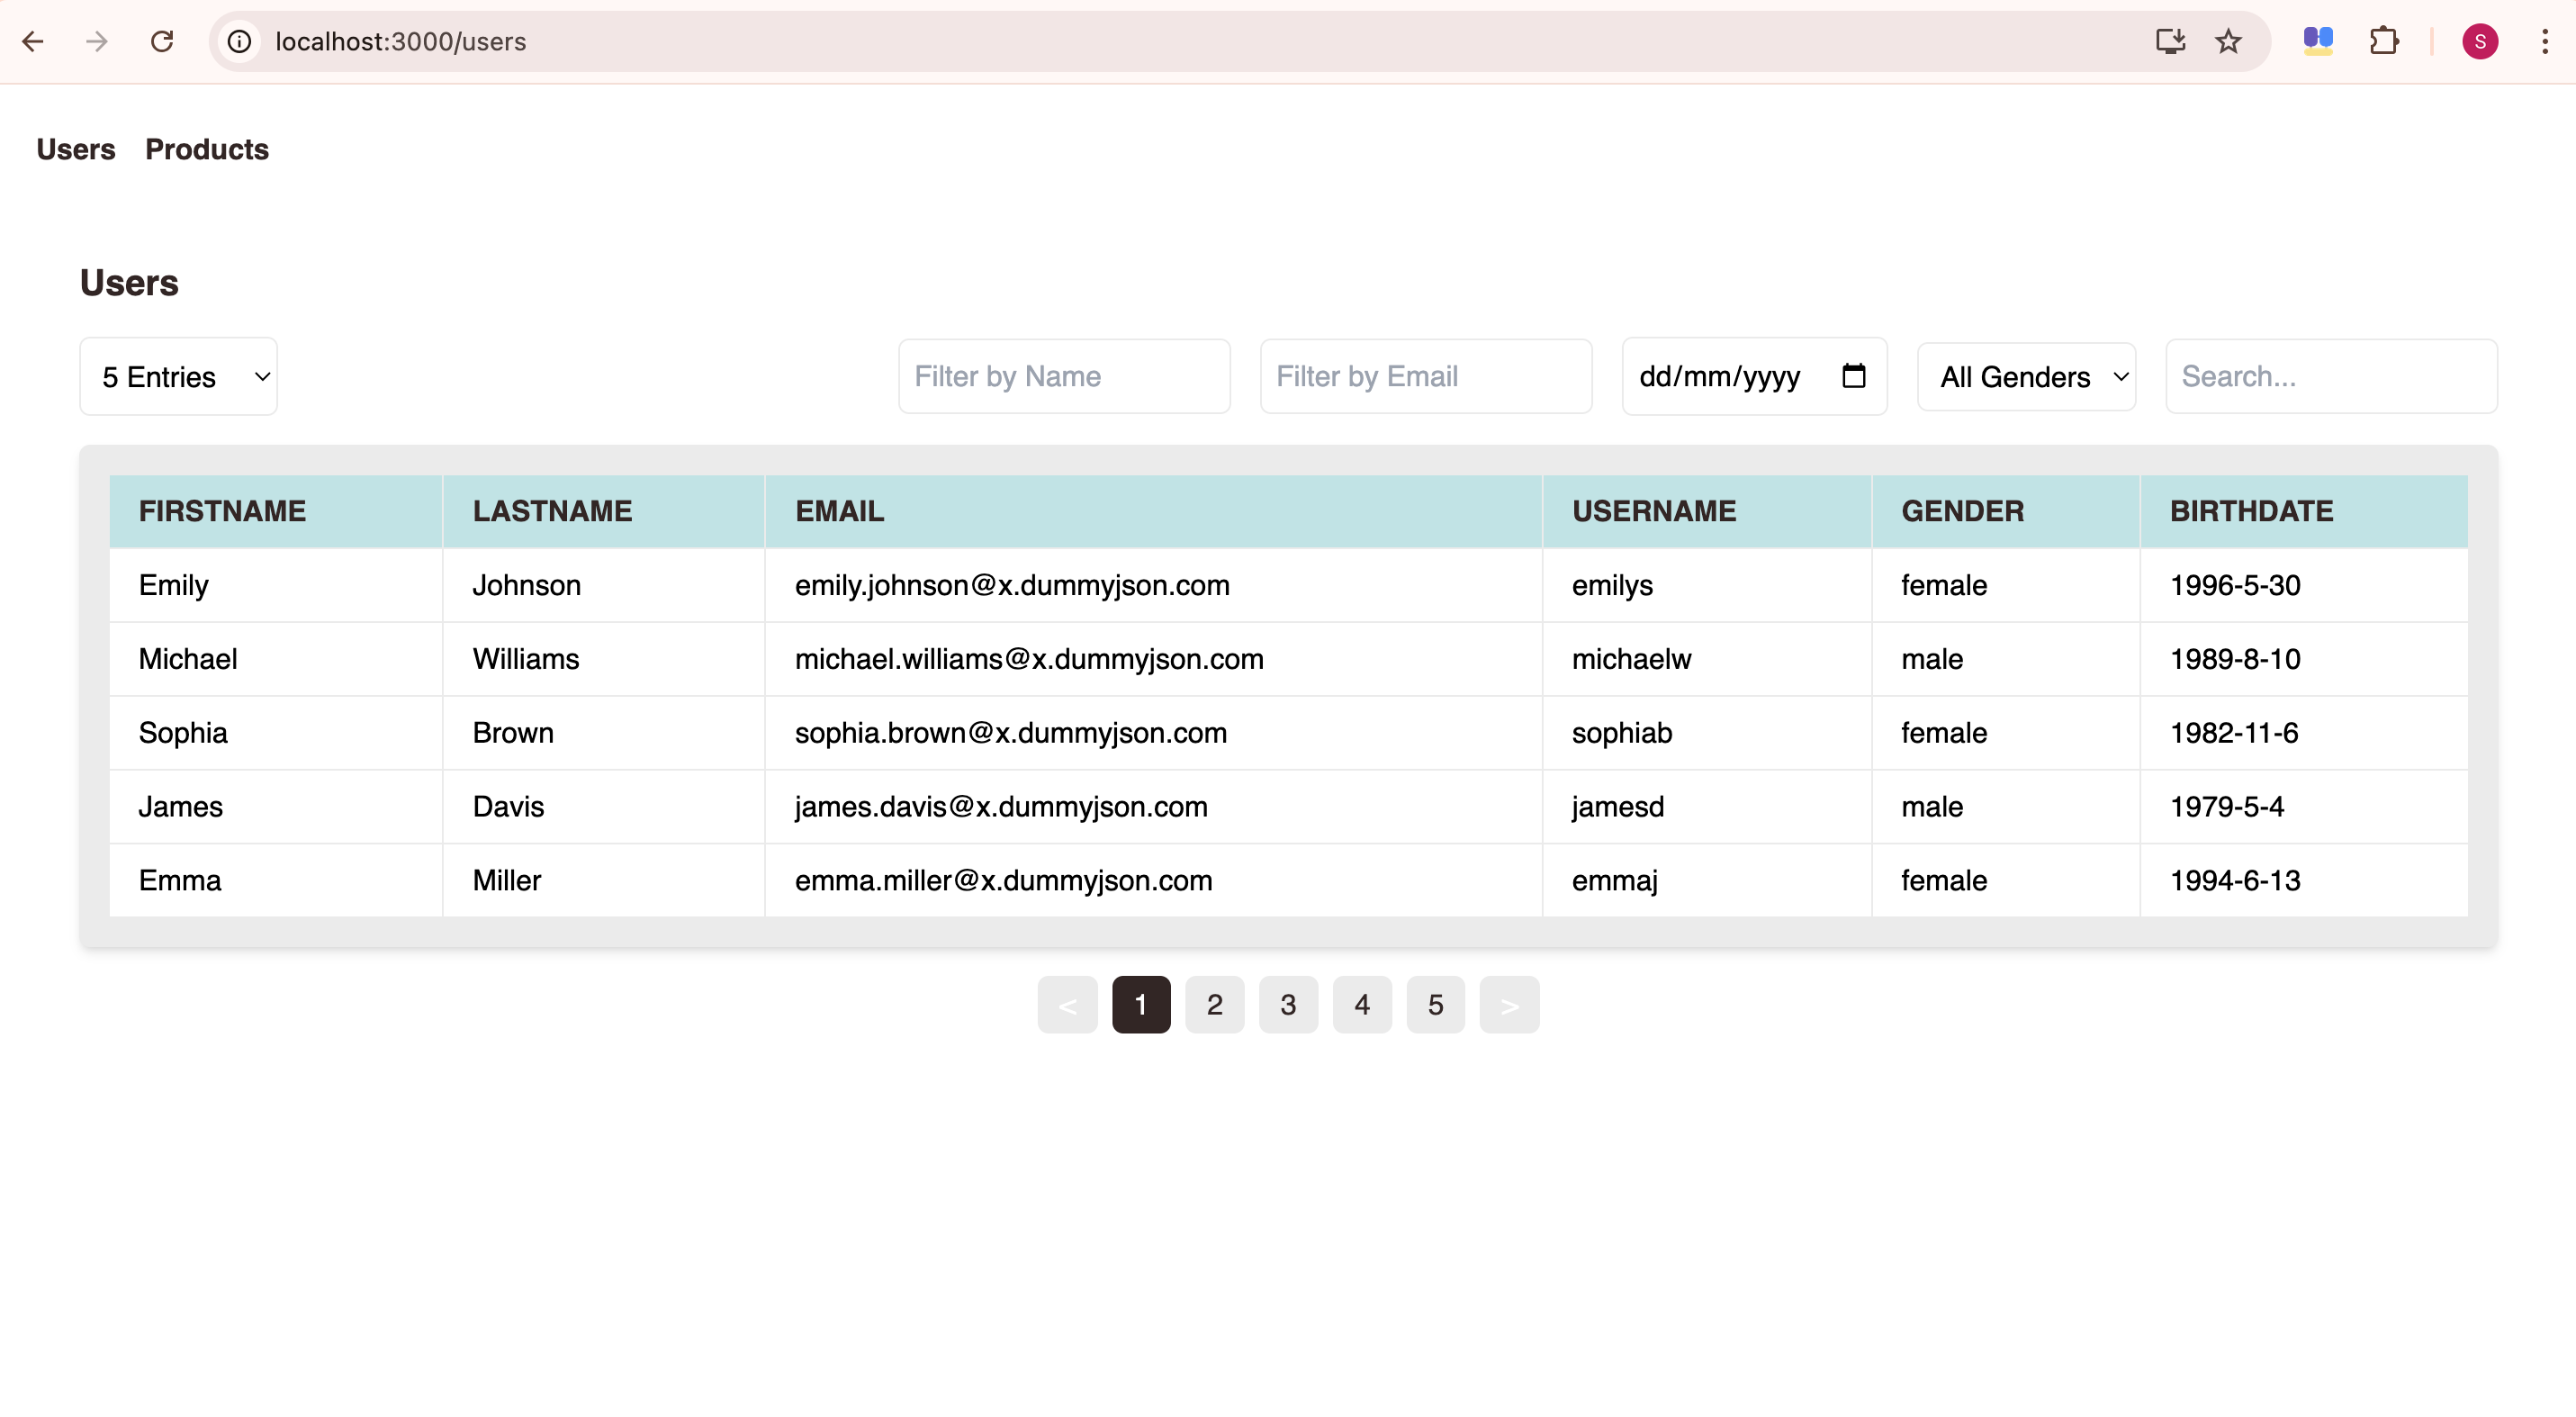 localhost:3000/users
S
Users Products
Users
5 Entries Filter by Name Filter by Email dd/mm/yyyy All Genders Search...
FIRSTNAME LASTNAME EMAIL USERNAME GENDER BIRTHDATE
Emily Johnson emily.johnson@x.dummyjson.com emilys female 1996-5-30
Michael Williams michael.williams@x.dummyjson.com michaelw male 1989-8-10
Sophia Brown sophia.brown@x.dummyjson.com sophiab female 1982-11-6
James Davis james.davis@x.dummyjson.com jamesd male 1979-5-4
Emma Miller emma.miller@x.dummyjson.com emmaj female 1994-6-13
< 1 2 3 4 5 >